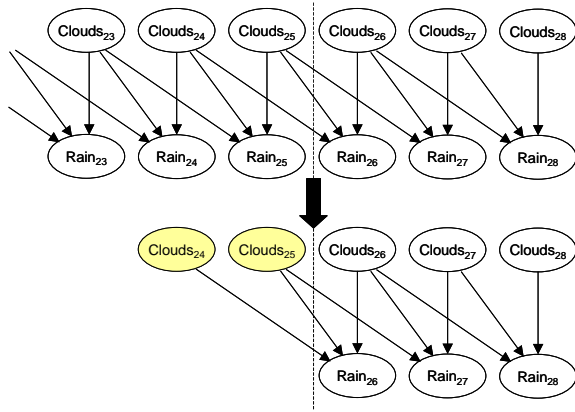 Clouds23 Clouds24 Clouds25 Clouds26 Clouds27 Clouds28
Rain23 Rain24 Rain25 Rain26 Rain27 Rain28
Clouds24 Clouds25 Clouds26 Clouds27 Clouds28
Rain26 Rain27 Rain28